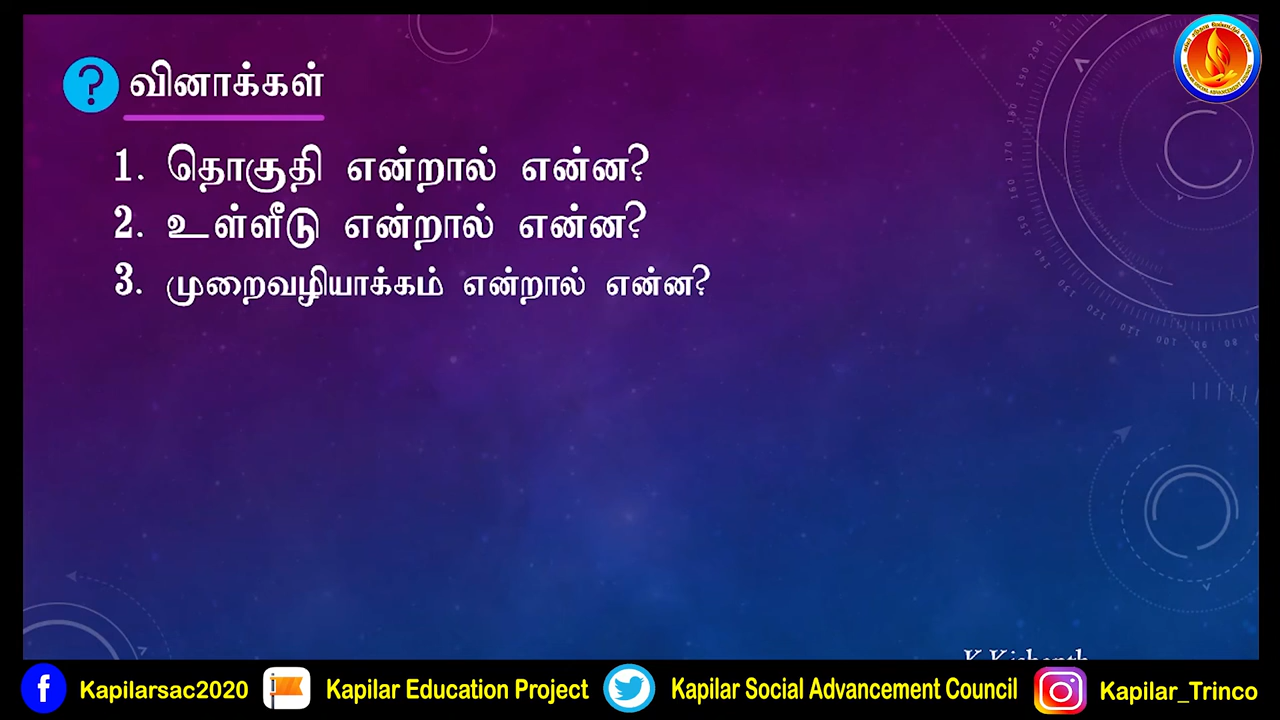 வினாக்கள்
1. தொகுதி என்றால் என்ன?
2. உள்ளீடு என்றால் என்ன?
3. முறைவழியாக்கம் என்றால் என்ன?
Kapilarsac2020 Kapilar Education Project Kapilar Social Advancement Council Kapilar_Trinco